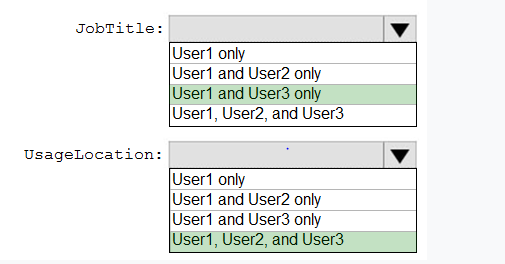 JobTitle:
User1 only
User1 and User2 only
User1 and User3 only
User1, User2, and User3
UsageLocation:
User1 only
User1 and User2 only
User1 and User3 only
User1, User2, and User3